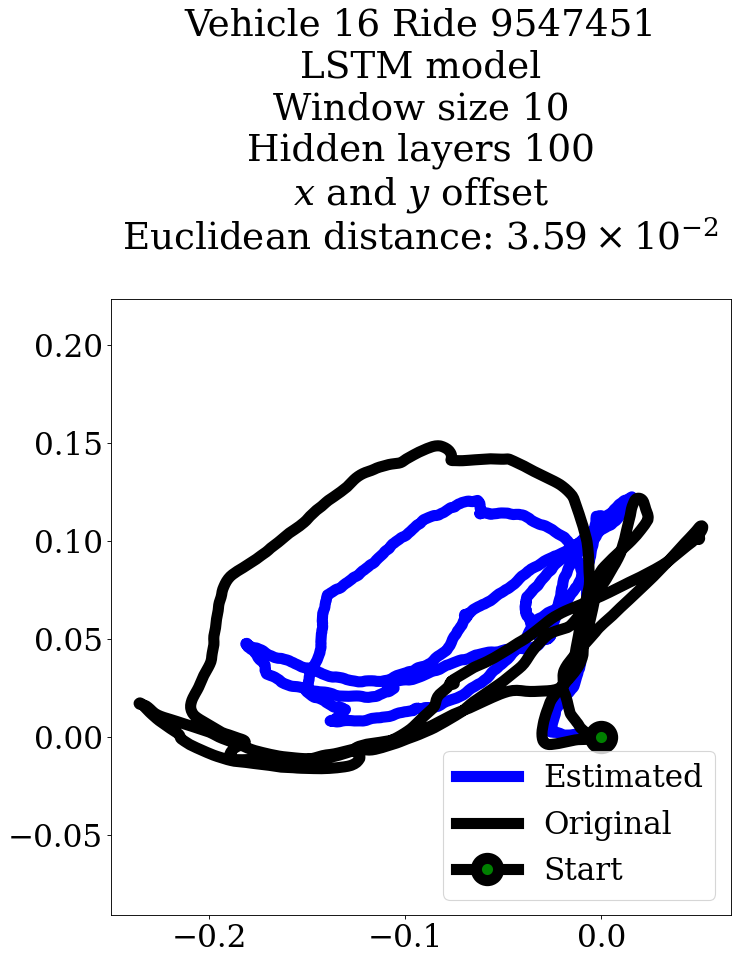 Vehicle 16 Ride 9547451
LSTM model
Window size 10
Hidden layers 100
x and y offset
Euclidean distance: 3.59 × 10⁻²
0.20
0.15
0.10
0.05
0.00
−0.05
Estimated
Original
Start
−0.2 −0.1 0.0